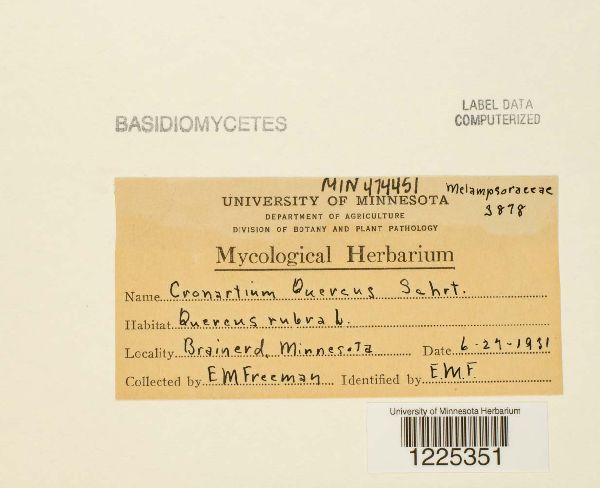 BASIDIOMYCETES
LABEL DATA
COMPUTERIZED
MIN 474451
Melampsoraceae
3878
UNIVERSITY OF MINNESOTA
DEPARTMENT OF AGRICULTURE
DIVISION OF BOTANY AND PLANT PATHOLOGY
Mycological Herbarium
Name Cronartium Quercus Schrt.
Habitat Quercus rubra L.
Locality Brainerd, Minnesota Date 6-27-1931
Collected by EMFreeman Identified by EMF
University of Minnesota Herbarium
1225351